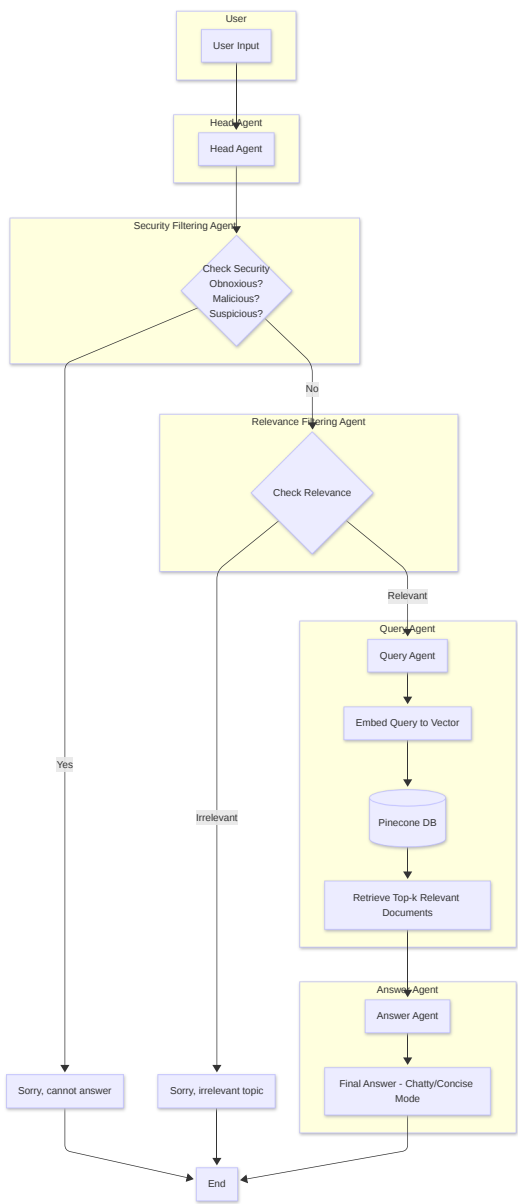 User
User Input
Head Agent
Head Agent
Security Filtering Agent
Check Security
Obnoxious?
Malicious?
Suspicious?
No
Relevance Filtering Agent
Check Relevance
Relevant
Query Agent
Query Agent
Embed Query to Vector
Yes
Irrelevant
Pinecone DB
Retrieve Top-k Relevant
Documents
Answer Agent
Answer Agent
Sorry, cannot answer
Sorry, irrelevant topic
Final Answer - Chatty/Concise
Mode
End